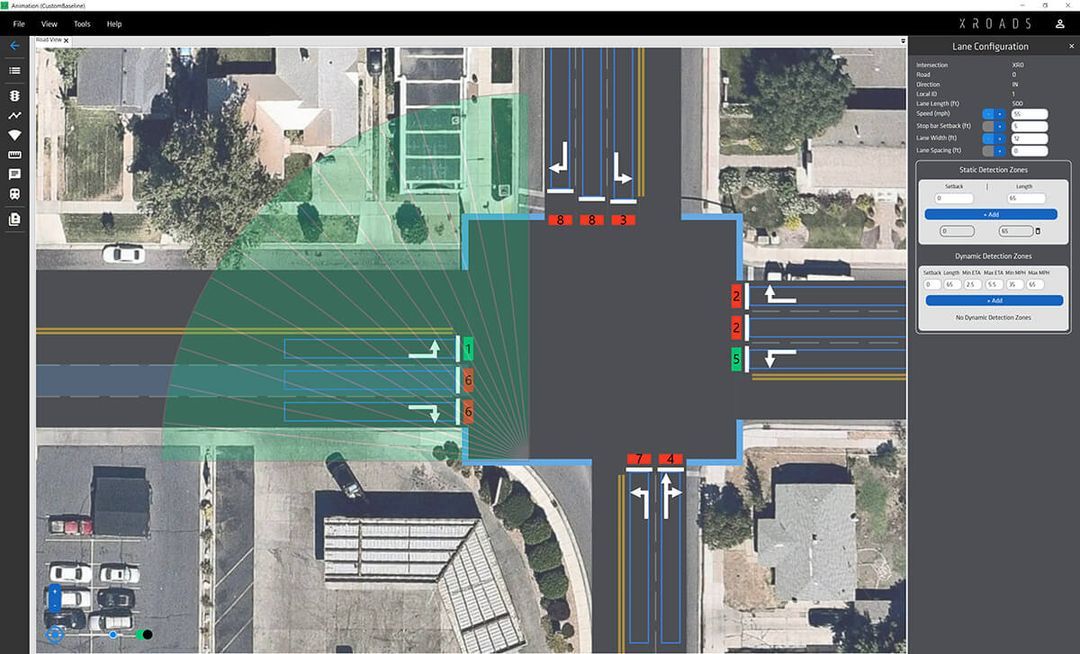 Animation (CustomBaseline)
File View Tools Help
XROADS
Road View
Lane Configuration
Intersection XR0
Road 0
Direction IN
Local ID 1
Lane Length (ft) 500
Speed (mph) - + 55
Stop bar Setback (ft) + 5
Lane Width (ft) - + 12
Lane Spacing (ft) + 0
Static Detection Zones
Setback | Length
0 65
+ Add
0 65
Dynamic Detection Zones
Setback Length Min ETA Max ETA Min MPH Max MPH
0 65 2.5 5.5 35 65
+ Add
No Dynamic Detection Zones
8 8 3
2
2
5
1
6
6
7 4